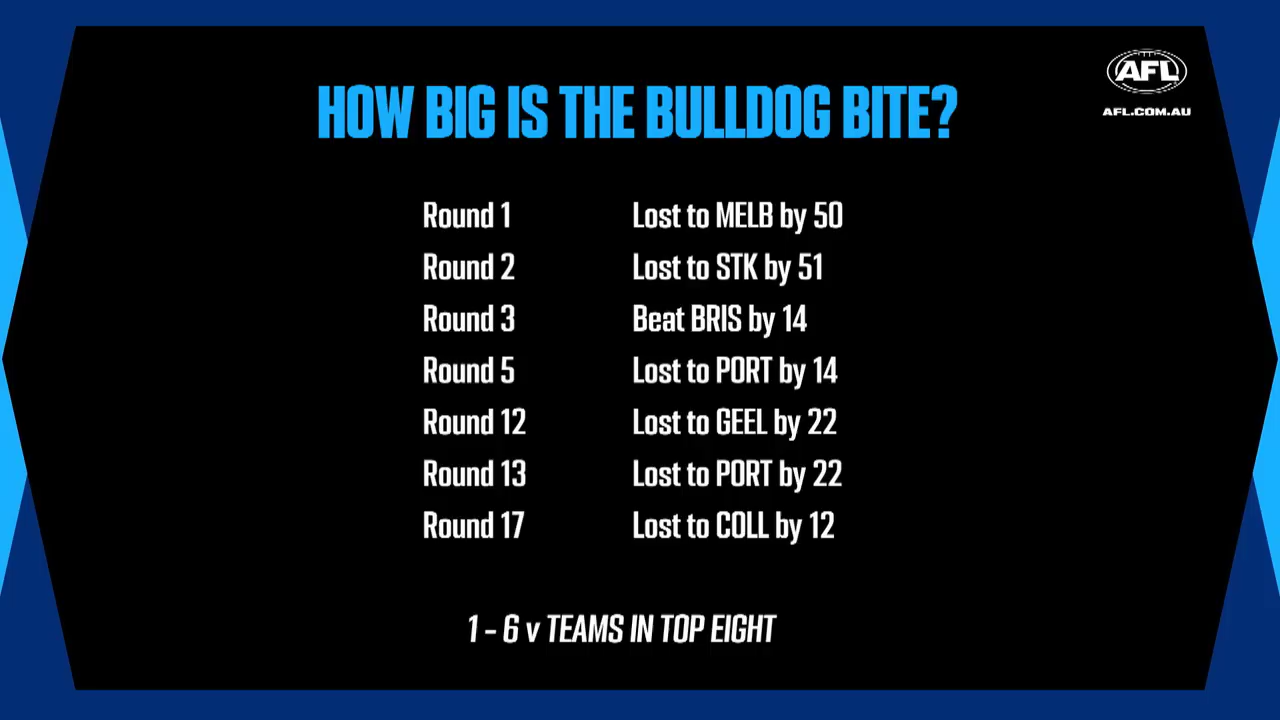 AFL
AFL.COM.AU
HOW BIG IS THE BULLDOG BITE?
Round 1 Lost to MELB by 50
Round 2 Lost to STK by 51
Round 3 Beat BRIS by 14
Round 5 Lost to PORT by 14
Round 12 Lost to GEEL by 22
Round 13 Lost to PORT by 22
Round 17 Lost to COLL by 12
1 - 6 v TEAMS IN TOP EIGHT